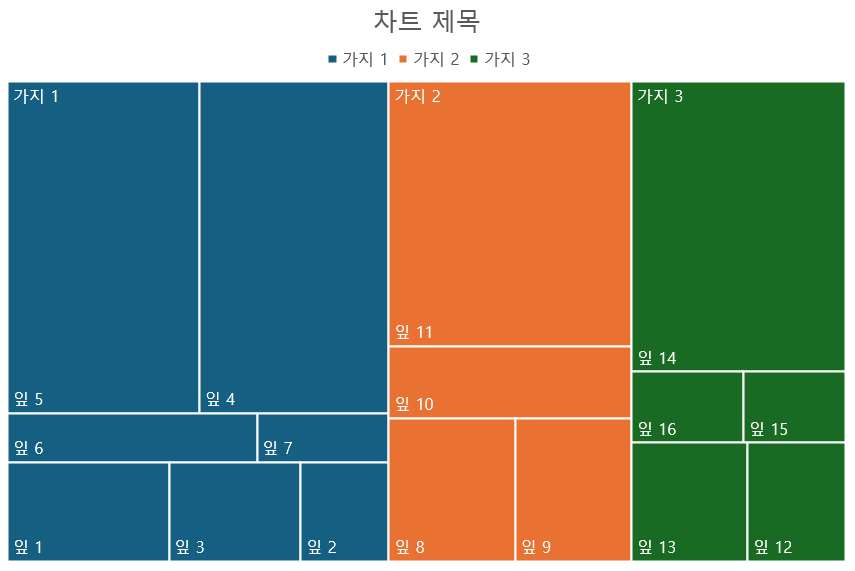 차트 제목
가지 1 가지 2 가지 3
가지 1 가지 2 가지 3
잎 11
잎 14
잎 5 잎 4
잎 10
잎 16 잎 15
잎 6 잎 7
잎 1 잎 3 잎 2 잎 8 잎 9 잎 13 잎 12